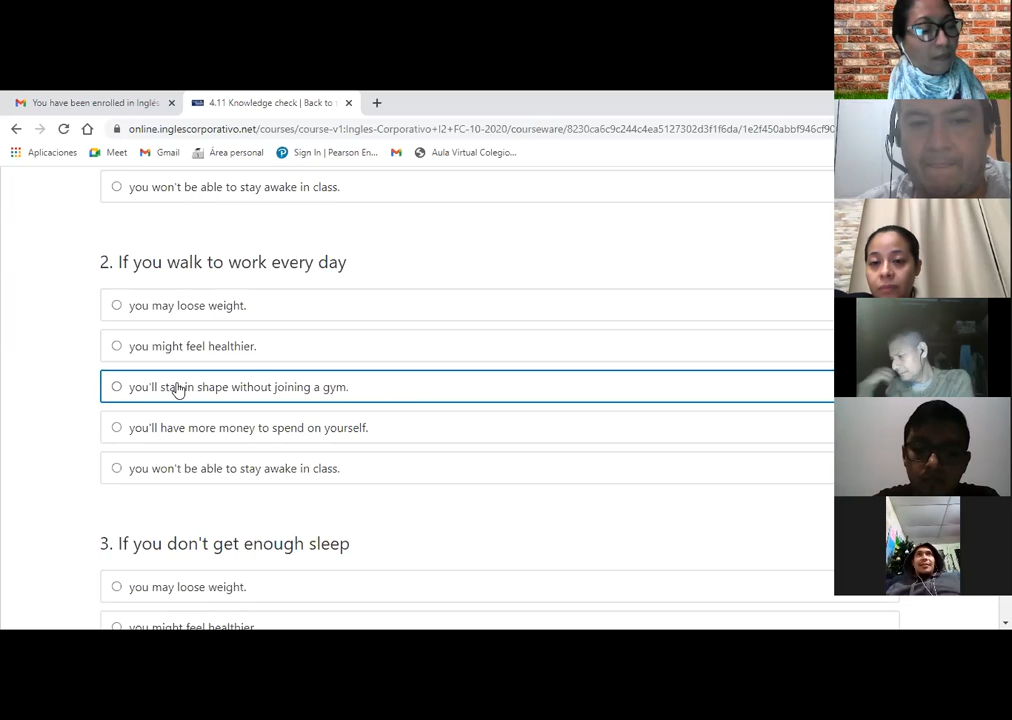 You have been enrolled in Inglés
4.11 Knowledge check | Back to
online.inglescorporativo.net/courses/course-v1:Ingles-Corporativo+I2+FC-10-2020/courseware/8230ca6c9c244c4ea5127302d3f1f6da/1e2f450abbf946cf90
Aplicaciones Meet Gmail Área personal Sign In | Pearson En... Aula Virtual Colegio...
you won't be able to stay awake in class.
2. If you walk to work every day
you may loose weight.
you might feel healthier.
you'll stay in shape without joining a gym.
you'll have more money to spend on yourself.
you won't be able to stay awake in class.
3. If you don't get enough sleep
you may loose weight.
you might feel healthier